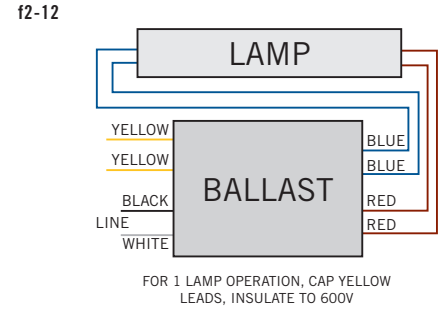 f2-12
LAMP
YELLOW
BLUE
YELLOW
BLUE
BALLAST
BLACK
RED
LINE
RED
WHITE
FOR 1 LAMP OPERATION, CAP YELLOW
LEADS, INSULATE TO 600V